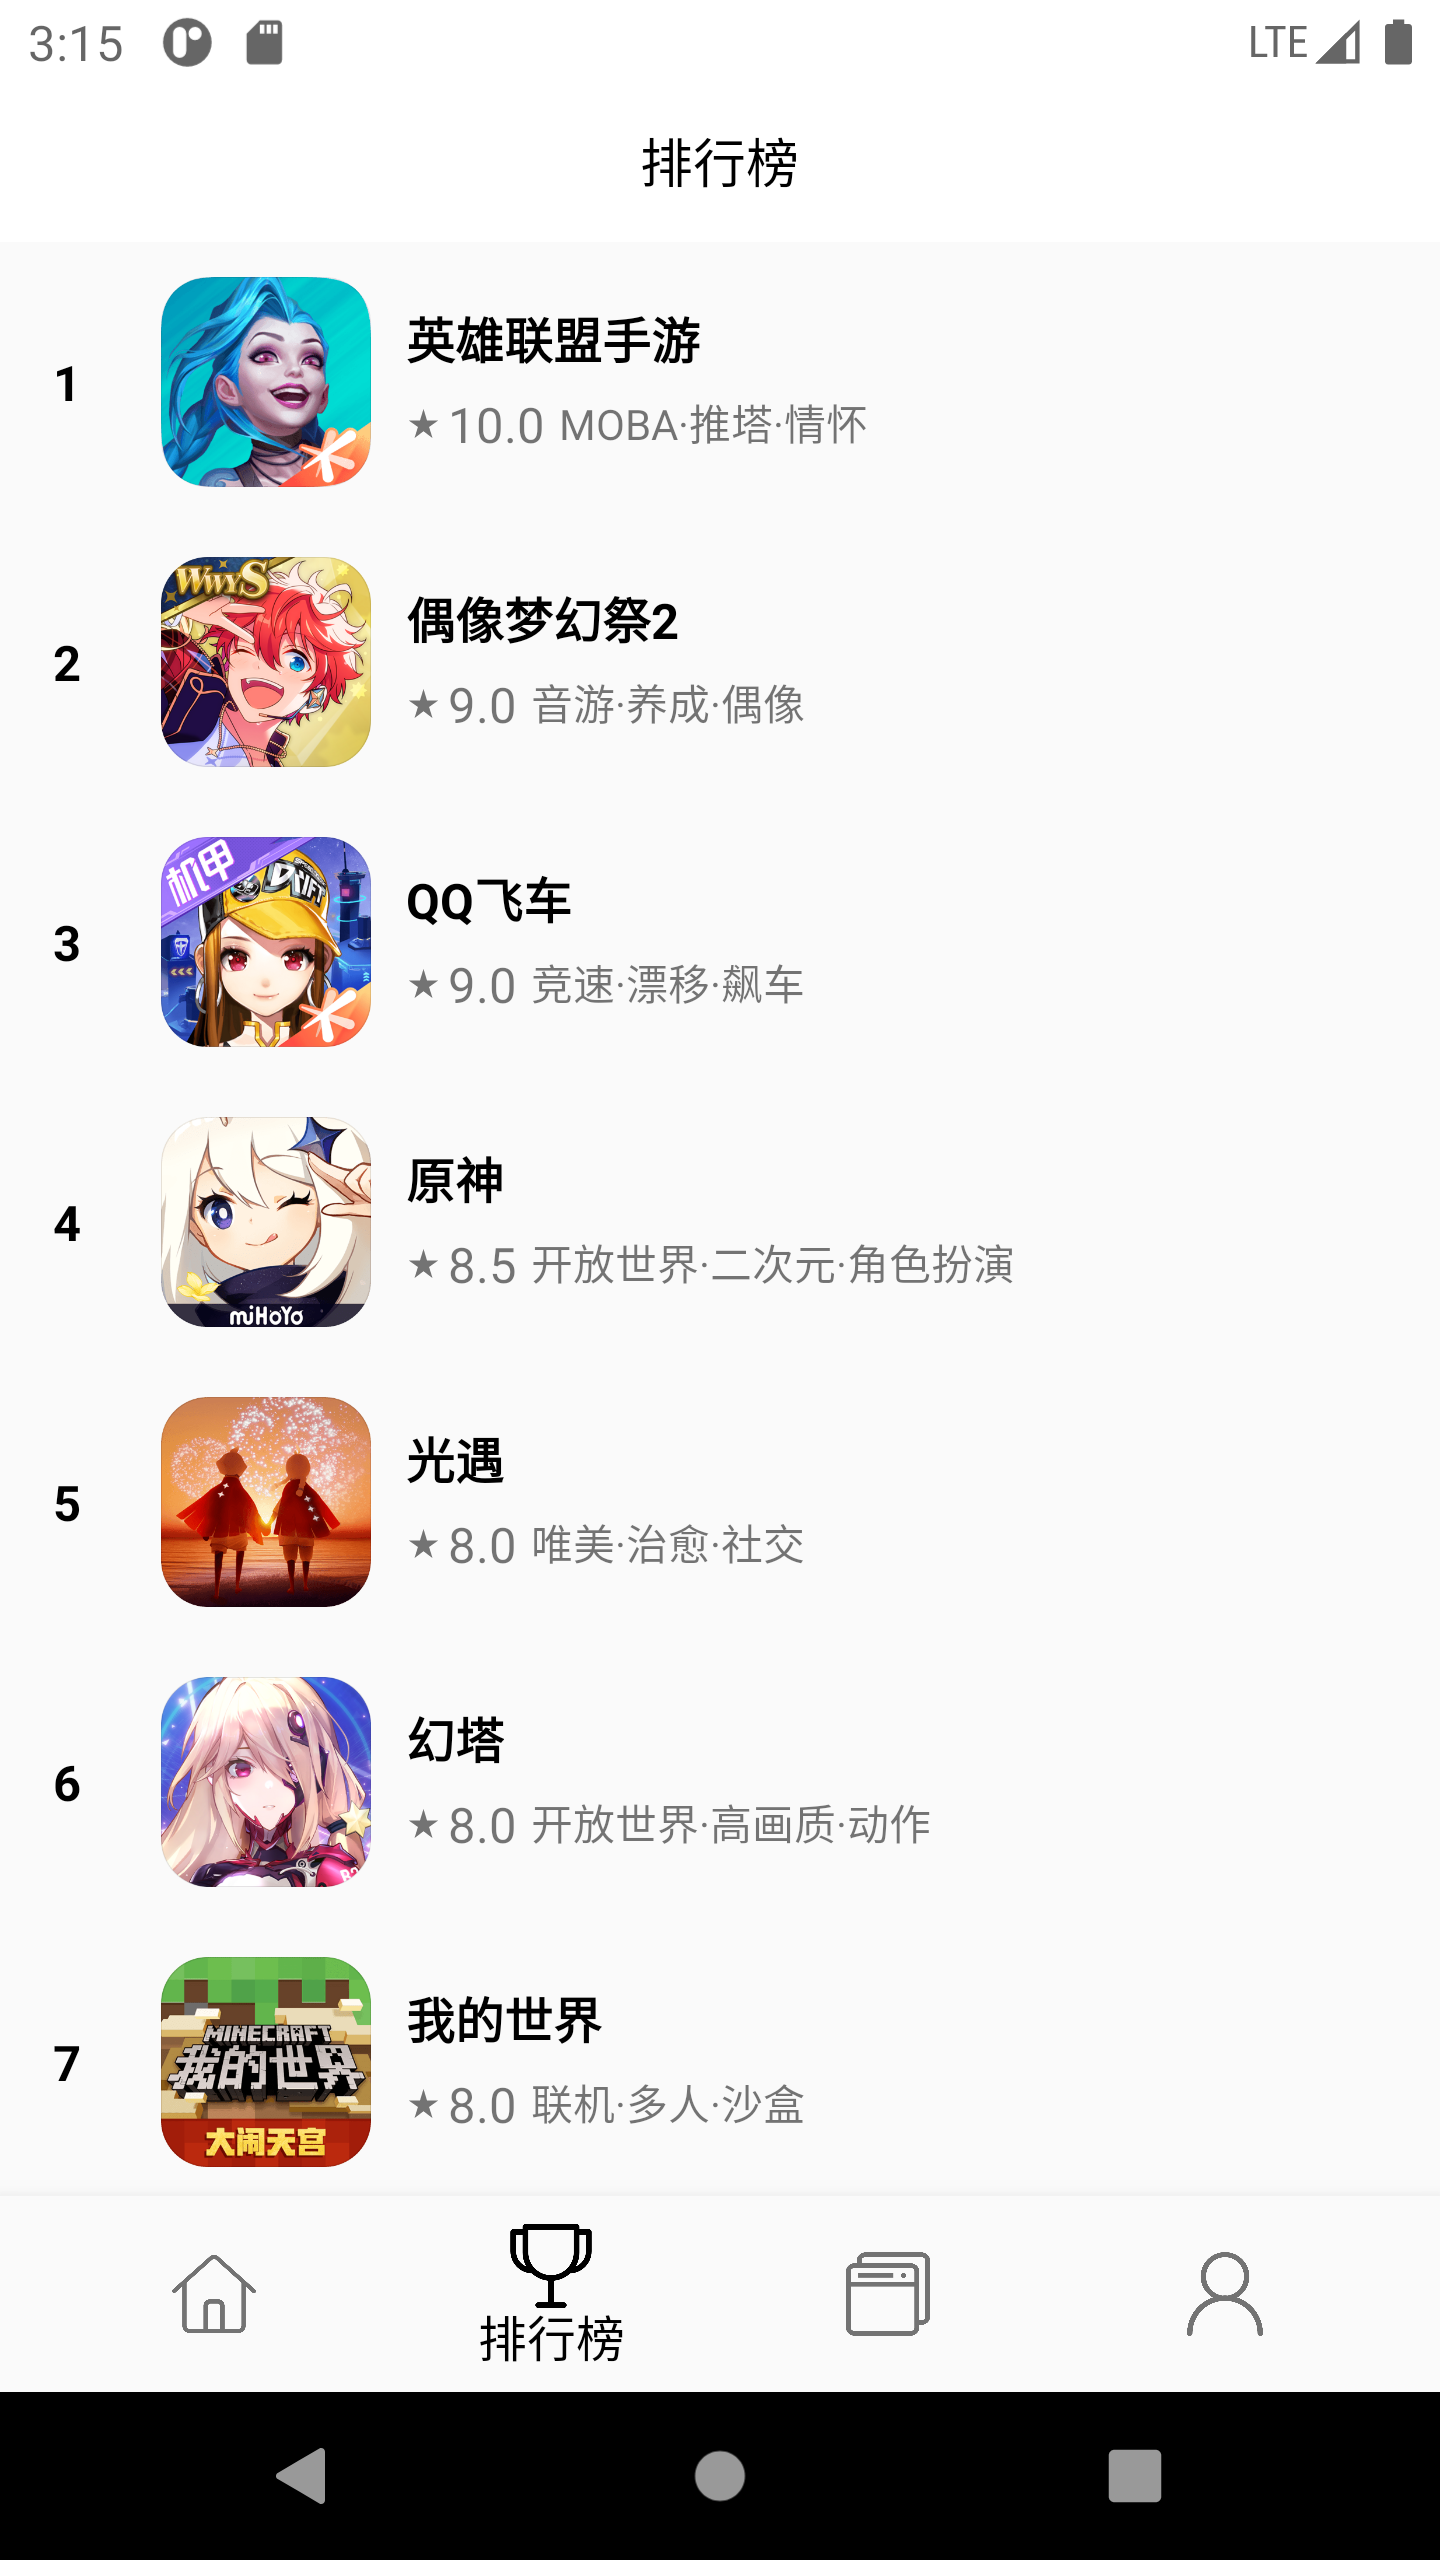 3:15
LTE
排行榜
1
英雄联盟手游
★ 10.0 MOBA·推塔·情怀
WWYS
2
偶像梦幻祭2
★ 9.0 音游·养成·偶像
机甲
DRIFT
3
QQ飞车
★ 9.0 竞速·漂移·飙车
4
原神
★ 8.5 开放世界·二次元·角色扮演
miHoYo
5
光遇
★ 8.0 唯美·治愈·社交
6
幻塔
★ 8.0 开放世界·高画质·动作
7
MINECRAFT
我的世界
大闹天宫
我的世界
★ 8.0 联机·多人·沙盒
排行榜